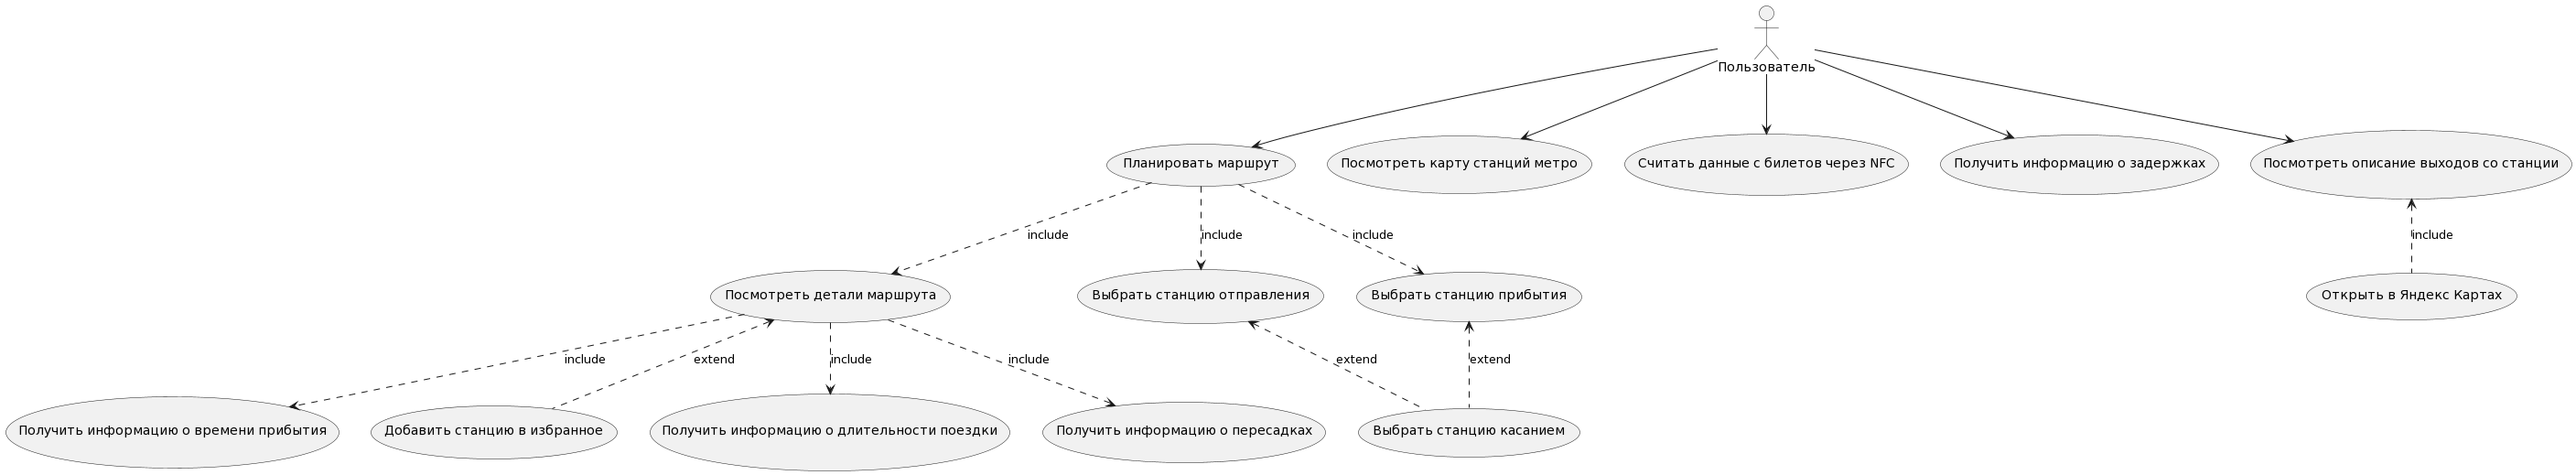 Пользователь
Планировать маршрут
Посмотреть карту станций метро
Считать данные с билетов через NFC
Получить информацию о задержках
Посмотреть описание выходов со станции
include
include
include
include
Посмотреть детали маршрута
Выбрать станцию отправления
Выбрать станцию прибытия
Открыть в Яндекс Картах
include
extend
include
include
extend
extend
Получить информацию о времени прибытия
Добавить станцию в избранное
Получить информацию о длительности поездки
Получить информацию о пересадках
Выбрать станцию касанием